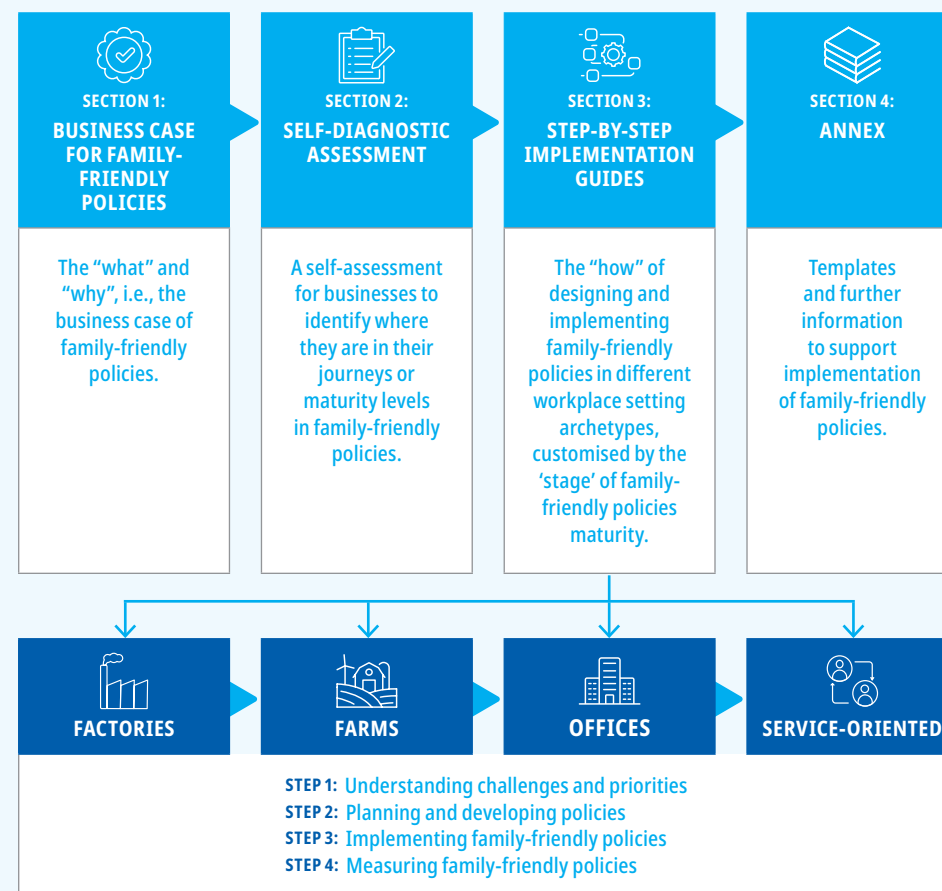 SECTION 1:
BUSINESS CASE
FOR FAMILY-
FRIENDLY
POLICIES
The “what” and
“why”, i.e., the
business case of
family-friendly
policies.
SECTION 2:
SELF-DIAGNOSTIC
ASSESSMENT
A self-assessment
for businesses to
identify where
they are in their
journeys or
maturity levels
in family-friendly
policies.
SECTION 3:
STEP-BY-STEP
IMPLEMENTATION
GUIDES
The “how” of
designing and
implementing
family-friendly
policies in different
workplace setting
archetypes,
customised by the
‘stage’ of family-
friendly policies
maturity.
SECTION 4:
ANNEX
Templates
and further
information
to support
implementation
of family-friendly
policies.
FACTORIES
FARMS
OFFICES
SERVICE-ORIENTED
STEP 1: Understanding challenges and priorities
STEP 2: Planning and developing policies
STEP 3: Implementing family-friendly policies
STEP 4: Measuring family-friendly policies